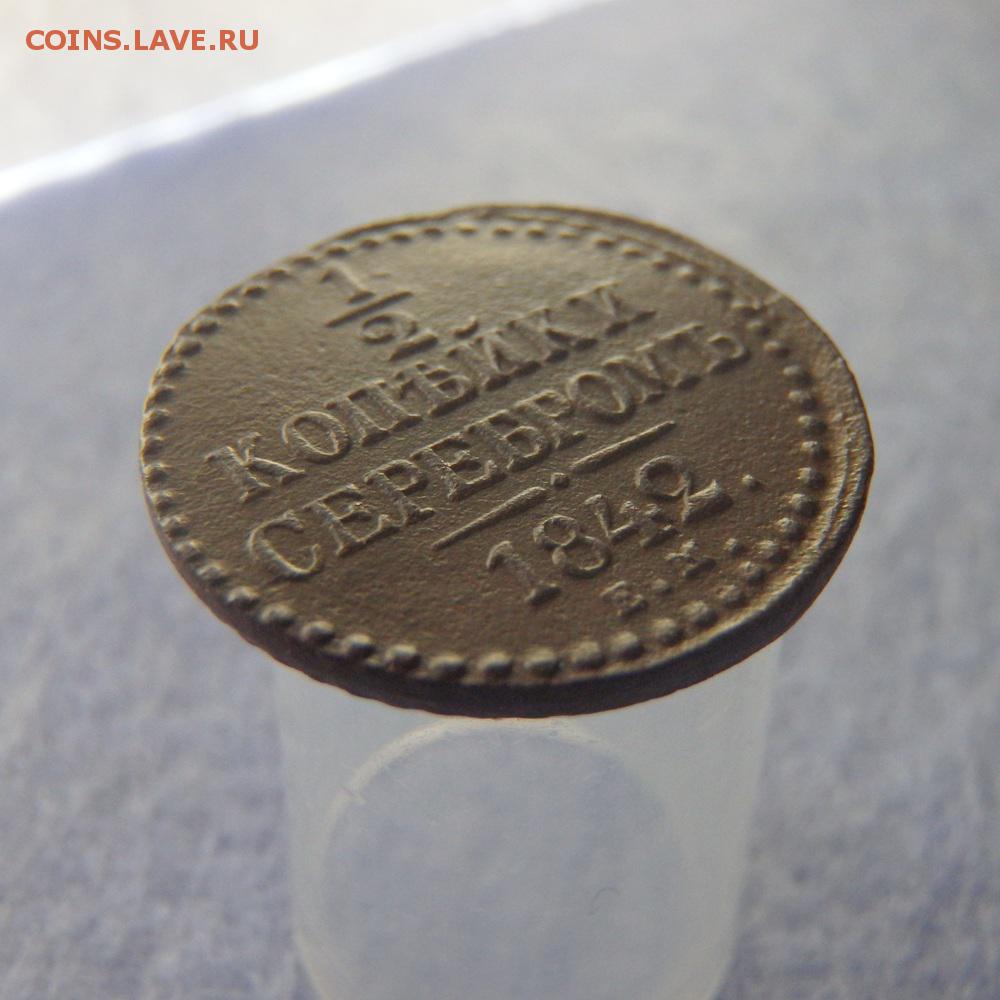 COINS.LAVE.RU
1/2
КОПѢЙКИ
СЕРЕБРОМЪ
1842.
Е.М.